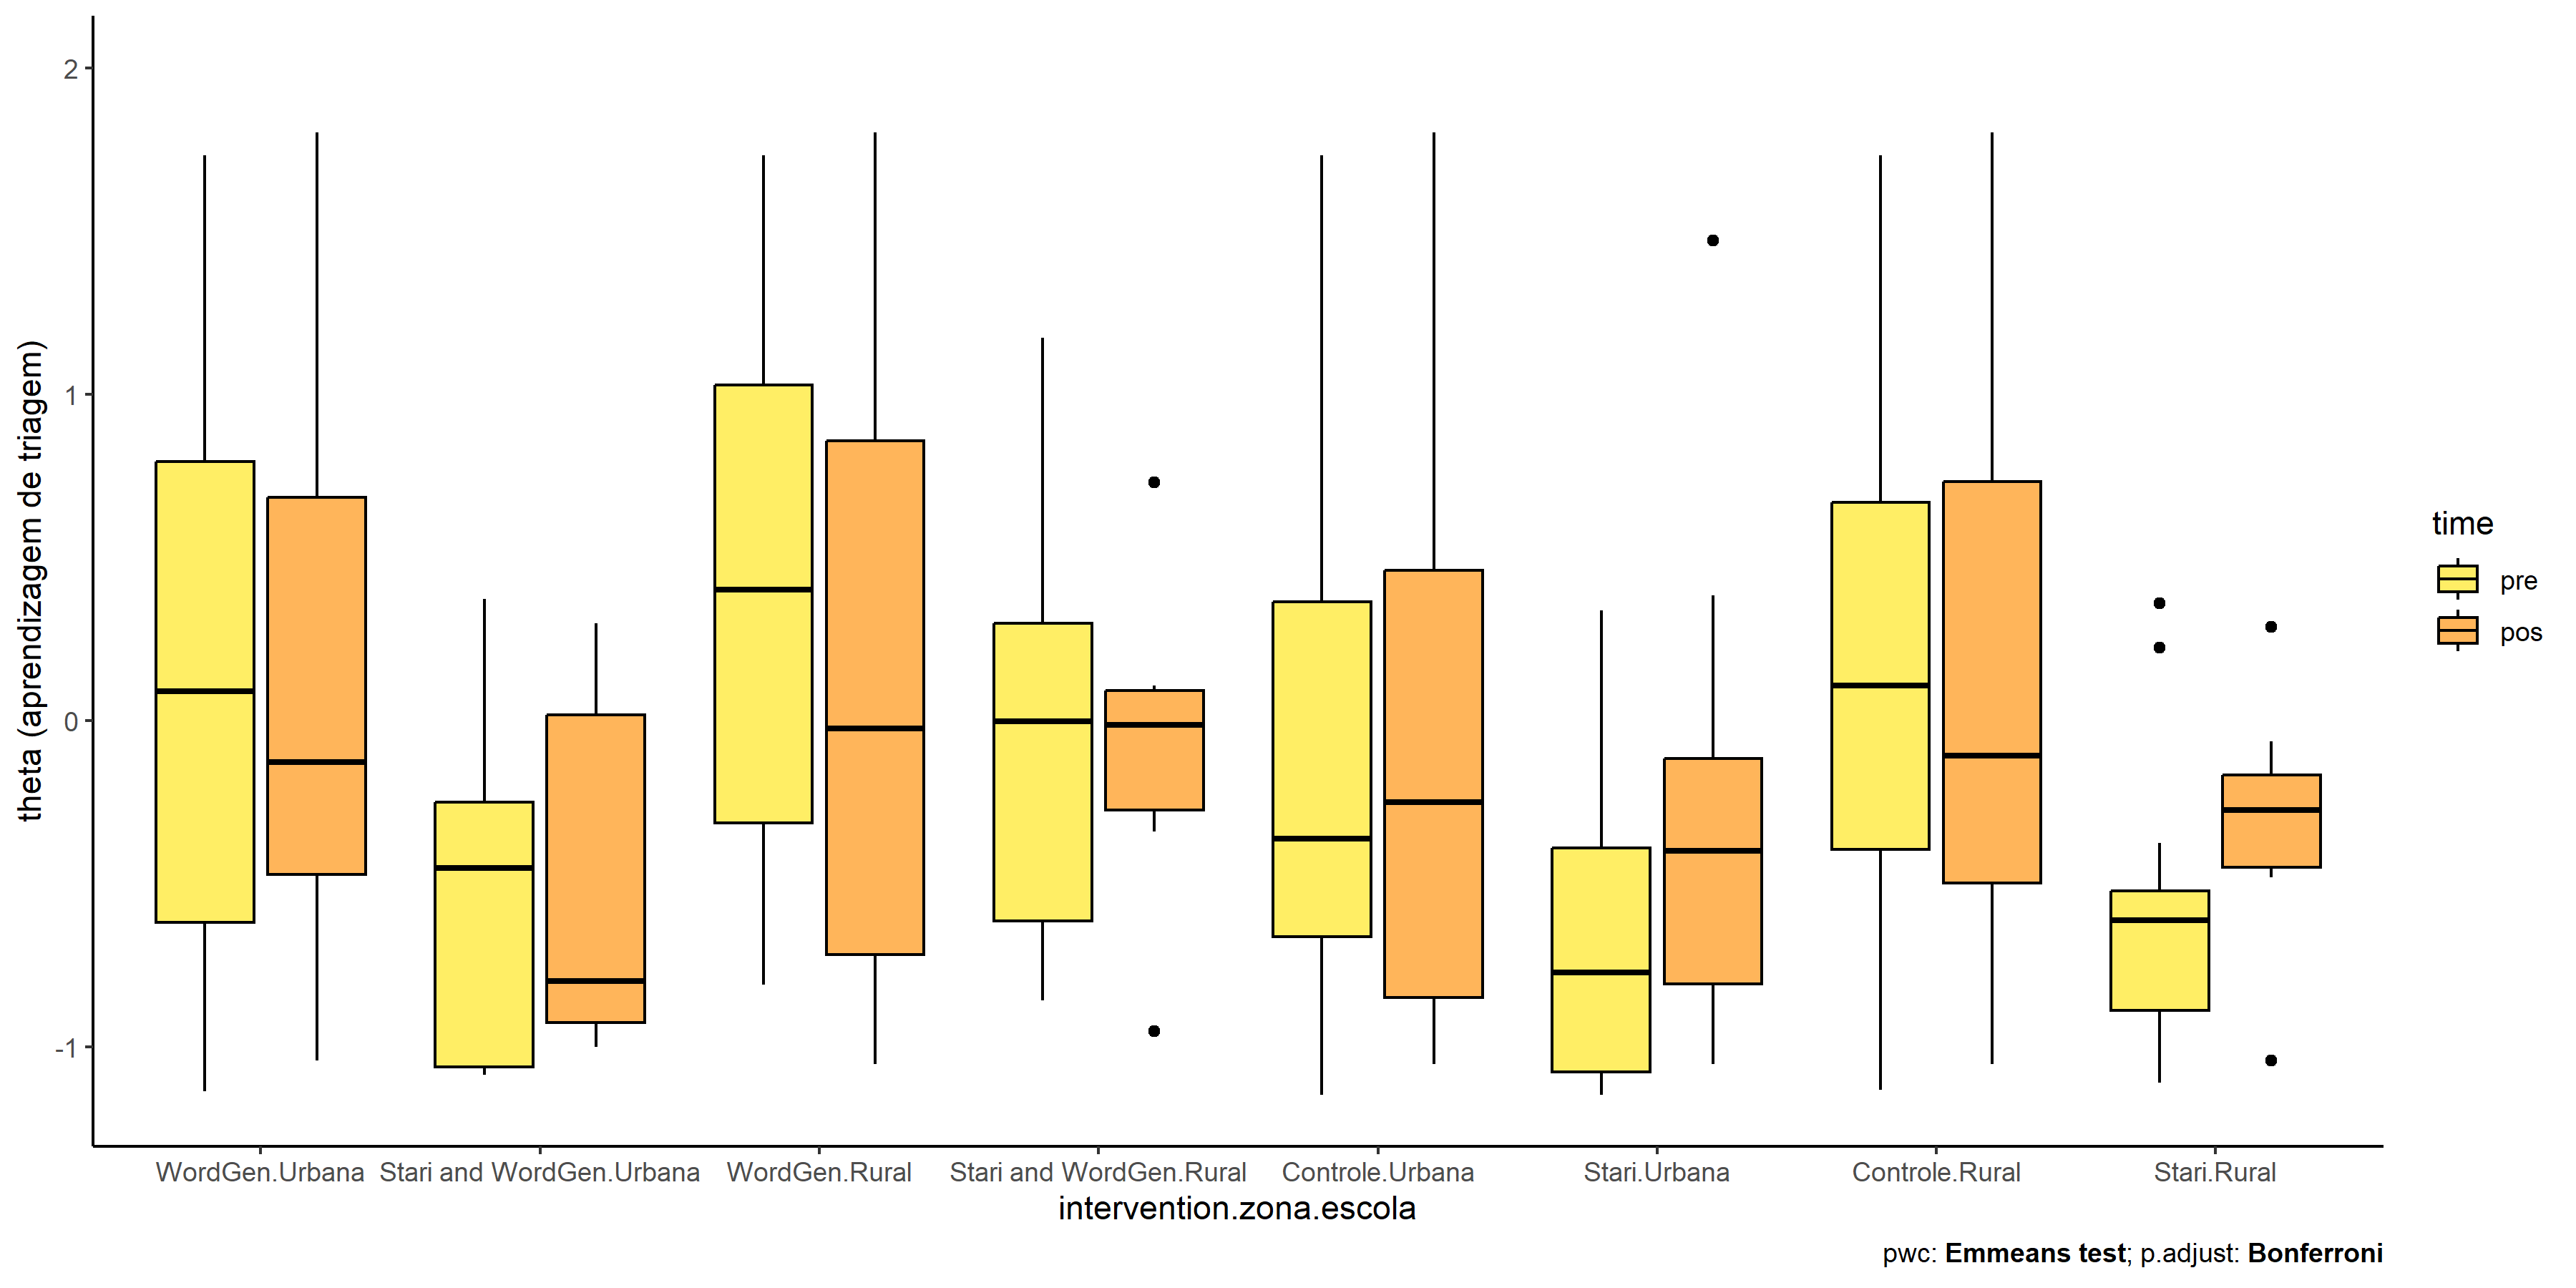 theta (aprendizagem de triagem)
2
1
0
-1
WordGen.Urbana Stari and WordGen.Urbana WordGen.Rural Stari and WordGen.Rural Controle.Urbana Stari.Urbana Controle.Rural Stari.Rural
intervention.zona.escola
time
pre
pos
pwc: Emmeans test; p.adjust: Bonferroni